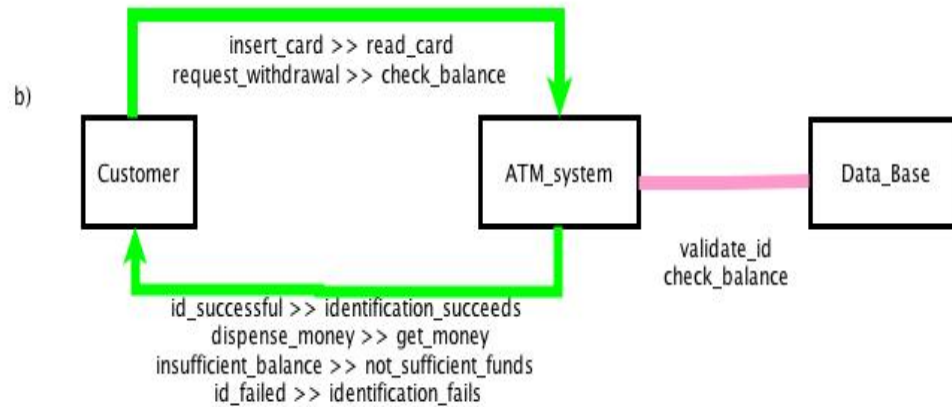 insert_card >> read_card
request_withdrawal >> check_balance
b)
Customer
ATM_system
Data_Base
validate_id
check_balance
id_successful >> identification_succeeds
dispense_money >> get_money
insufficient_balance >> not_sufficient_funds
id_failed >> identification_fails